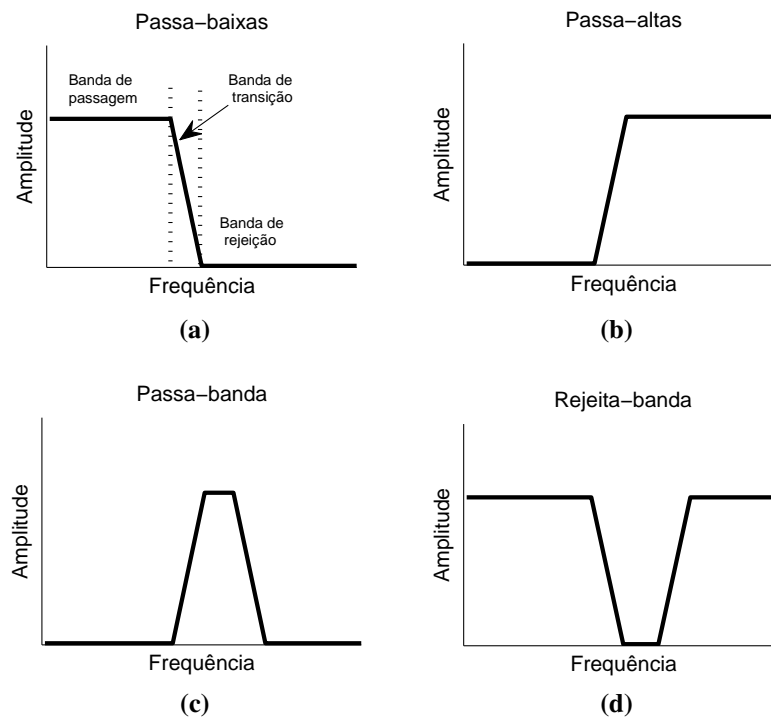 Passa−baixas
Banda de
passagem
Banda de
transição
Banda de
rejeição
Amplitude
Frequência
(a)
Passa−altas
Amplitude
Frequência
(b)
Passa−banda
Amplitude
Frequência
(c)
Rejeita−banda
Amplitude
Frequência
(d)